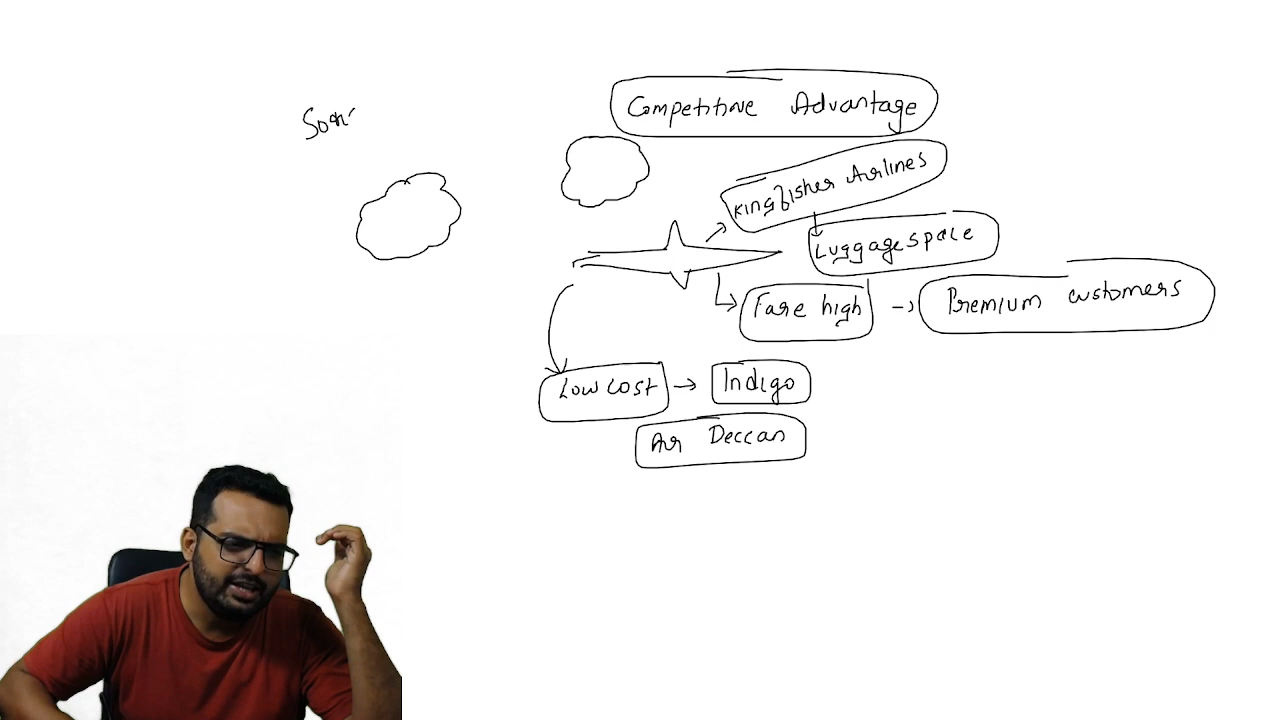 Competitive Advantage
Kingfisher Airlines
Luggage space
Fare high → Premium customers
Low cost → Indigo
Air Deccan